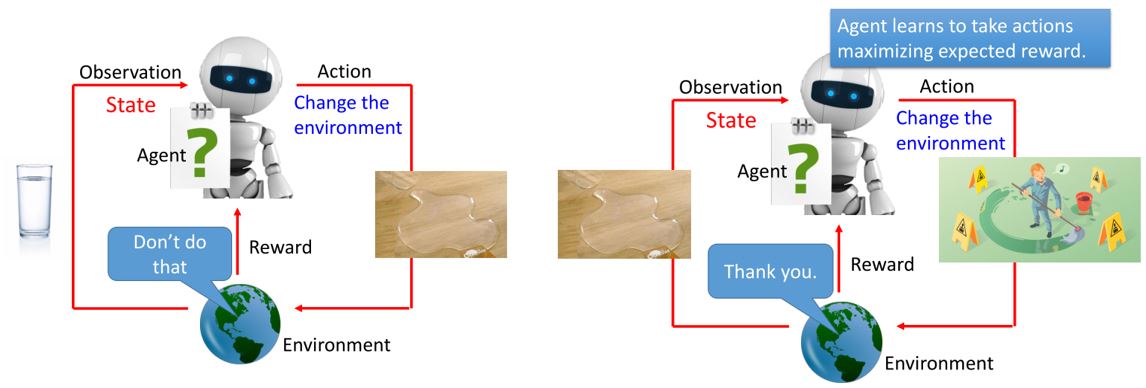 Observation
State
Action
Change the
environment
Agent
Don't do
that
Reward
Environment
Agent learns to take actions
maximizing expected reward.
Observation
State
Action
Change the
environment
Agent
Thank you.
Reward
Environment